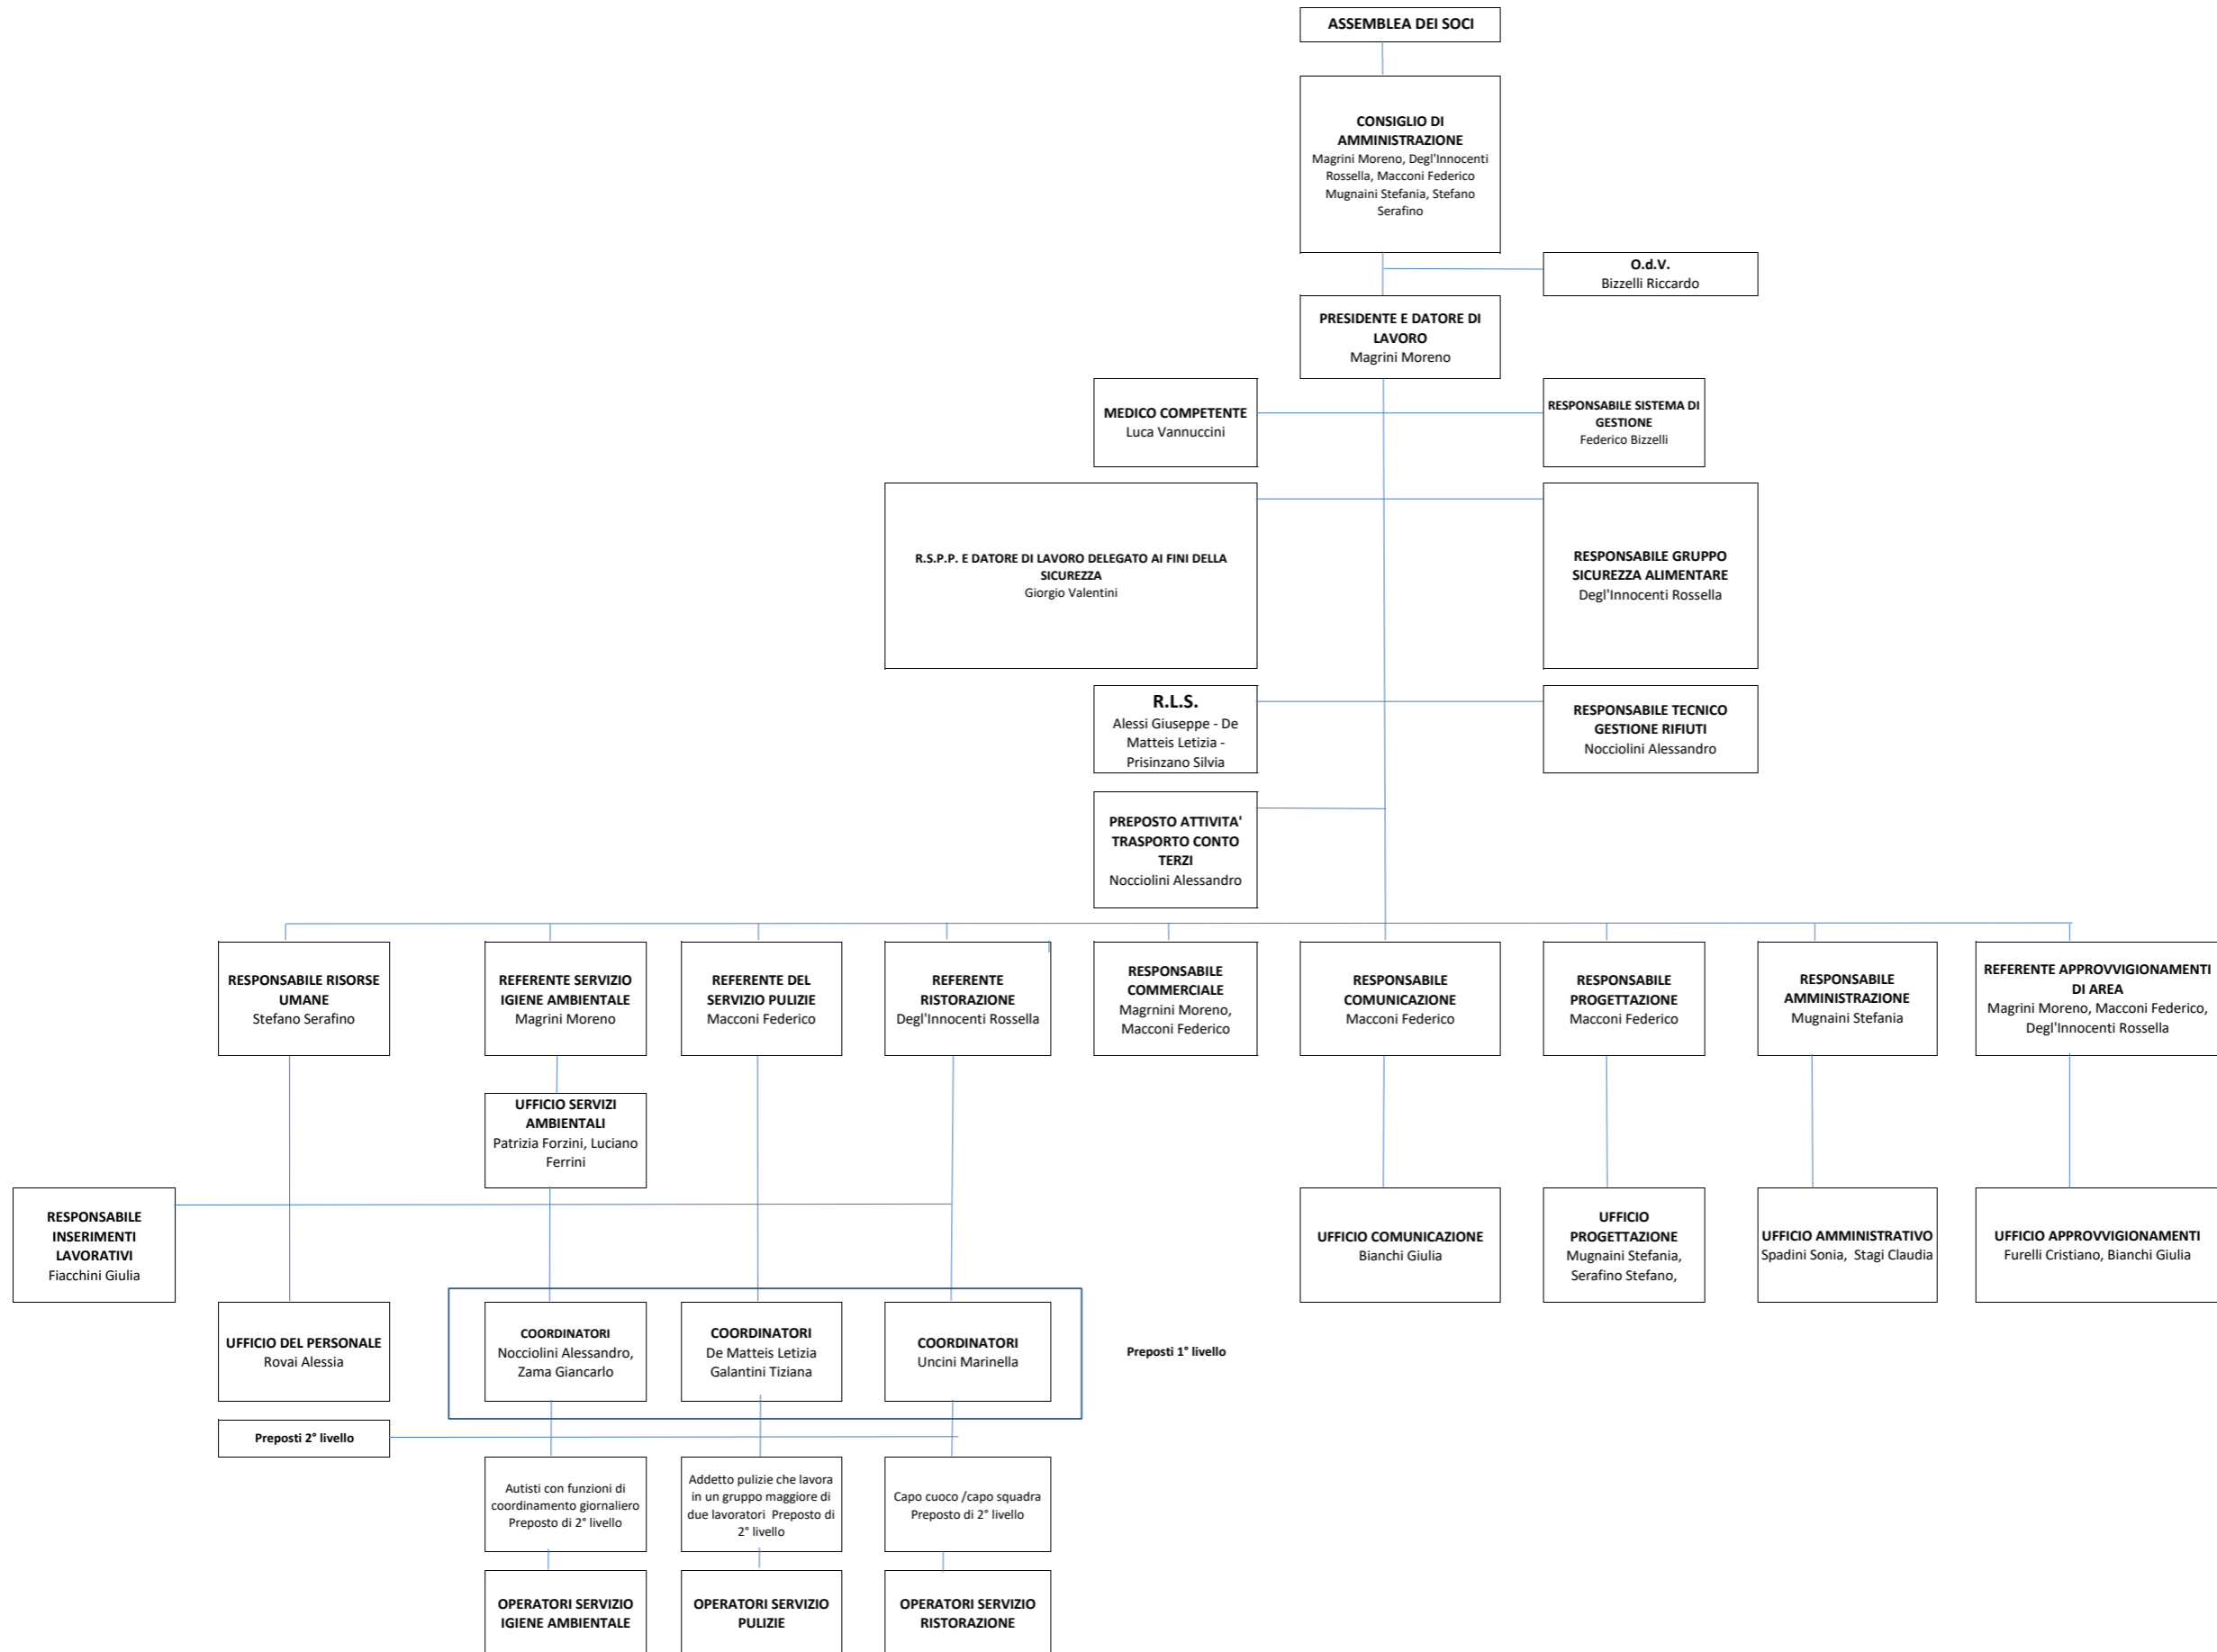 ASSEMBLEA DEI SOCI
CONSIGLIO DI
AMMINISTRAZIONE
Magrini Moreno, Degl'Innocenti
Rossella, Macconi Federico
Mugnaini Stefania, Stefano
Serafino
O.d.V.
Bizzelli Riccardo
PRESIDENTE E DATORE DI
LAVORO
Magrini Moreno
MEDICO COMPETENTE
Luca Vannuccini
RESPONSABILE SISTEMA DI
GESTIONE
Federico Bizzelli
R.S.P.P. E DATORE DI LAVORO DELEGATO AI FINI DELLA
SICUREZZA
Giorgio Valentini
RESPONSABILE GRUPPO
SICUREZZA ALIMENTARE
Degl'Innocenti Rossella
R.L.S.
Alessi Giuseppe - De
Matteis Letizia -
Prisinzano Silvia
RESPONSABILE TECNICO
GESTIONE RIFIUTI
Nocciolini Alessandro
PREPOSTO ATTIVITA'
TRASPORTO CONTO
TERZI
Nocciolini Alessandro
RESPONSABILE RISORSE
UMANE
Stefano Serafino
REFERENTE SERVIZIO
IGIENE AMBIENTALE
Magrini Moreno
REFERENTE DEL
SERVIZIO PULIZIE
Macconi Federico
REFERENTE
RISTORAZIONE
Degl'Innocenti Rossella
RESPONSABILE
COMMERCIALE
Magrnini Moreno,
Macconi Federico
RESPONSABILE
COMUNICAZIONE
Macconi Federico
RESPONSABILE
PROGETTAZIONE
Macconi Federico
RESPONSABILE
AMMINISTRAZIONE
Mugnaini Stefania
REFERENTE APPROVVIGIONAMENTI
DI AREA
Magrini Moreno, Macconi Federico,
Degl'Innocenti Rossella
UFFICIO SERVIZI
AMBIENTALI
Patrizia Forzini, Luciano
Ferrini
RESPONSABILE
INSERIMENTI
LAVORATIVI
Fiacchini Giulia
UFFICIO COMUNICAZIONE
Bianchi Giulia
UFFICIO
PROGETTAZIONE
Mugnaini Stefania,
Serafino Stefano,
UFFICIO AMMINISTRATIVO
Spadini Sonia, Stagi Claudia
UFFICIO APPROVVIGIONAMENTI
Furelli Cristiano, Bianchi Giulia
UFFICIO DEL PERSONALE
Rovai Alessia
COORDINATORI
Nocciolini Alessandro,
Zama Giancarlo
COORDINATORI
De Matteis Letizia
Galantini Tiziana
COORDINATORI
Uncini Marinella
Preposti 1° livello
Preposti 2° livello
Autisti con funzioni di
coordinamento giornaliero
Preposto di 2° livello
Addetto pulizie che lavora
in un gruppo maggiore di
due lavoratori Preposto di
2° livello
Capo cuoco /capo squadra
Preposto di 2° livello
OPERATORI SERVIZIO
IGIENE AMBIENTALE
OPERATORI SERVIZIO
PULIZIE
OPERATORI SERVIZIO
RISTORAZIONE